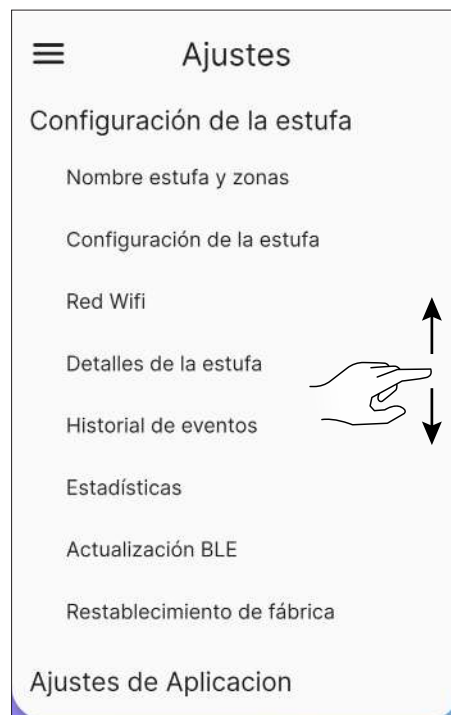 Ajustes
Configuración de la estufa
Nombre estufa y zonas
Configuración de la estufa
Red Wifi
Detalles de la estufa
Historial de eventos
Estadísticas
Actualización BLE
Restablecimiento de fábrica
Ajustes de Aplicacion